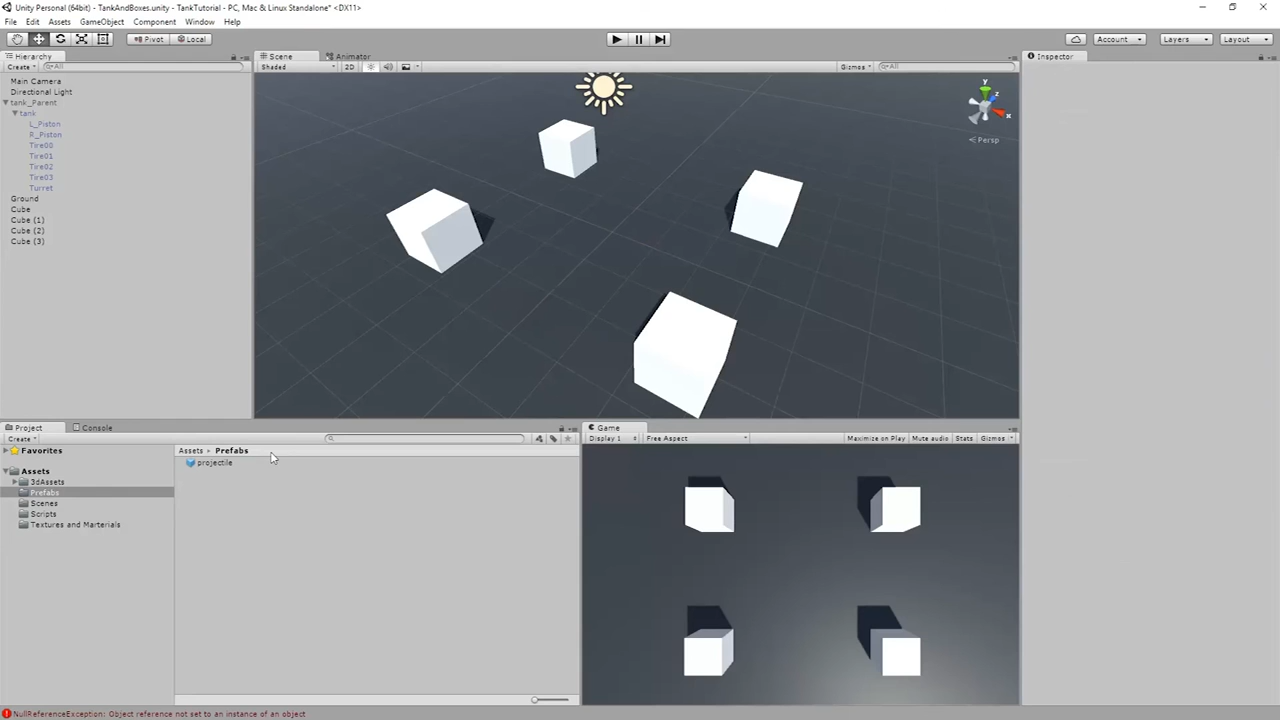 Unity Personal (64bit) - TankAndBoxes.unity - TankTutorial - PC, Mac & Linux Standalone* <DX11>
File Edit Assets GameObject Component Window Help
Pivot Local Account Layers Layout
Hierarchy Scene Animator Inspector
Create All Shaded 2D Gizmos All
Main Camera
Directional Light
tank_Parent
tank
L_Piston
R_Piston
Tire00
Tire01
Tire02
Tire03
Turret
Ground
Cube
Cube (1)
Cube (2)
Cube (3)
y
z
x
Persp
Project Console Game
Create Display 1 Free Aspect Maximize on Play Mute audio Stats Gizmos
Favorites Assets Prefabs
projectile
Assets
3dAssets
Prefabs
Scenes
Scripts
Textures and Marterials
NullReferenceException: Object reference not set to an instance of an object